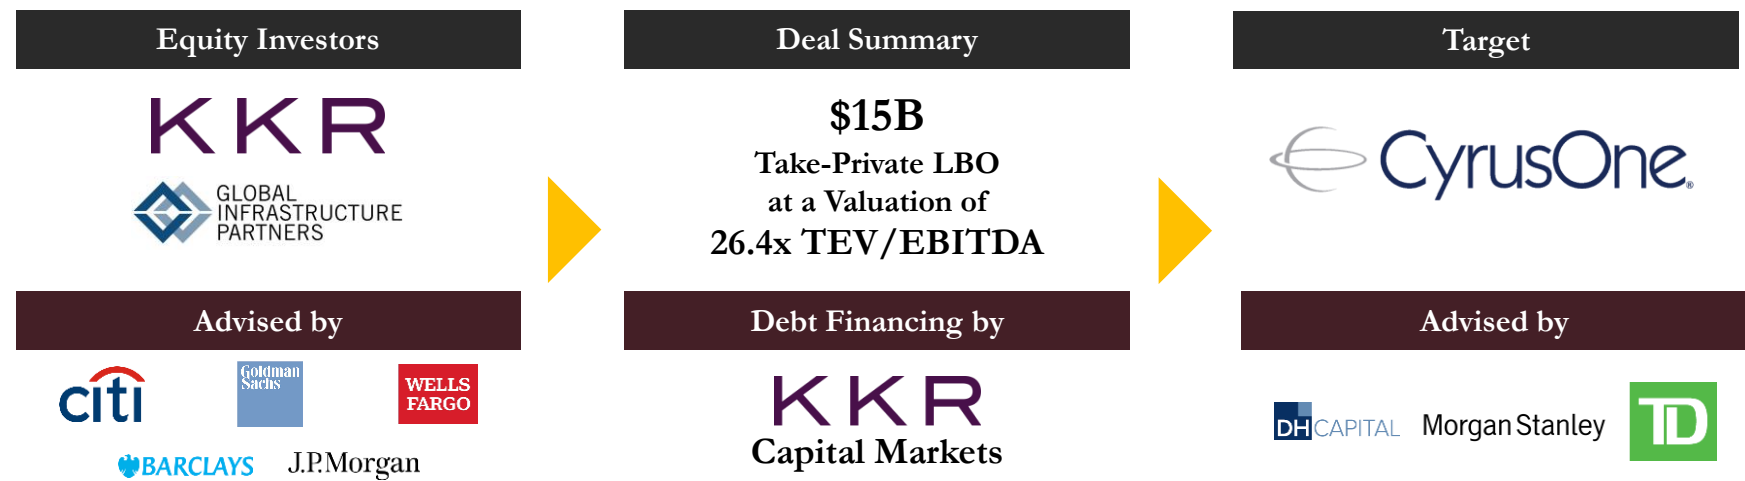 Equity Investors
KKR
GLOBAL
INFRASTRUCTURE
PARTNERS
Advised by
citi
Goldman
Sachs
WELLS
FARGO
BARCLAYS
J.P.Morgan
Deal Summary
$15B
Take-Private LBO
at a Valuation of
26.4x TEV/EBITDA
Debt Financing by
KKR
Capital Markets
Target
CyrusOne®
Advised by
DH CAPITAL
Morgan Stanley
TD